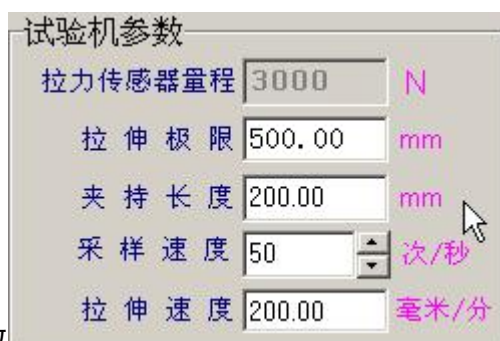 试验机参数
拉力传感器量程 3000 N
拉伸极限 500.00 mm
夹持长度 200.00 mm
采样速度 50 次/秒
拉伸速度 200.00 毫米/分